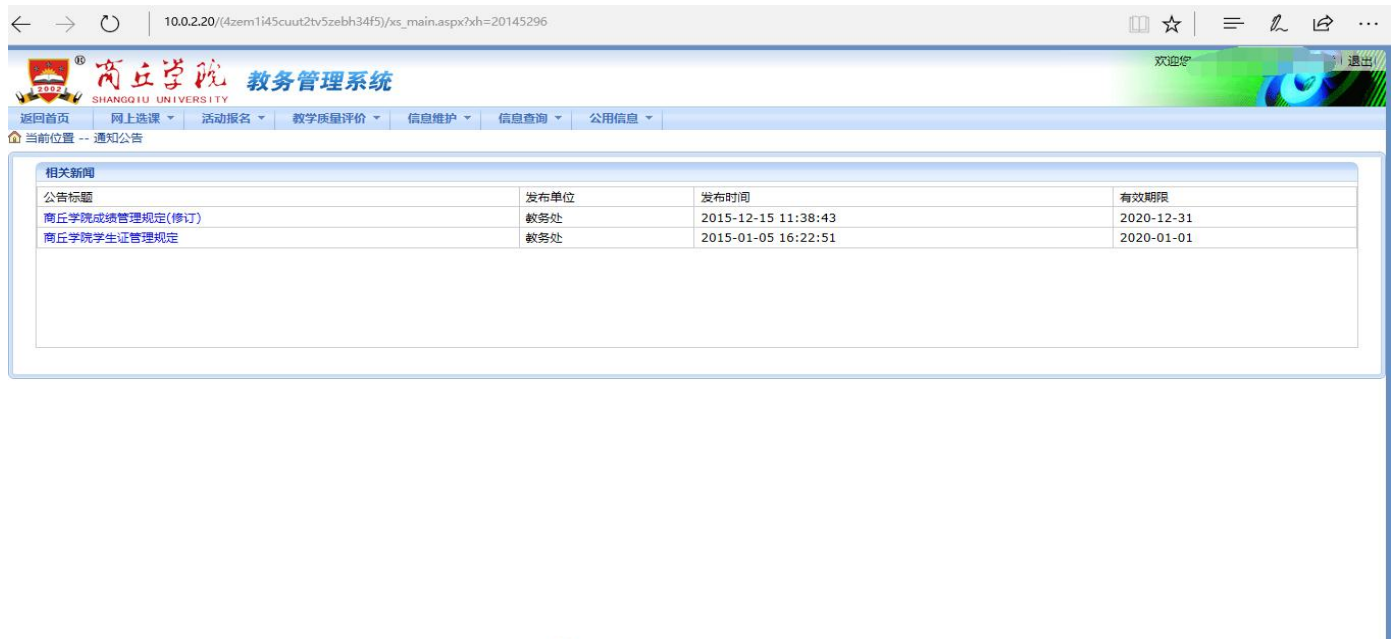 10.0.2.20/(4zem1i45cuut2tv5zebh34f5)/xs_main.aspx?xh=20145296
2002 ® 商丘学院 教务管理系统
SHANGQIU UNIVERSITY
欢迎您 退出
返回首页 网上选课 活动报名 教学质量评价 信息维护 信息查询 公用信息
当前位置 -- 通知公告
相关新闻
公告标题 发布单位 发布时间 有效期限
商丘学院成绩管理规定(修订) 教务处 2015-12-15 11:38:43 2020-12-31
商丘学院学生证管理规定 教务处 2015-01-05 16:22:51 2020-01-01